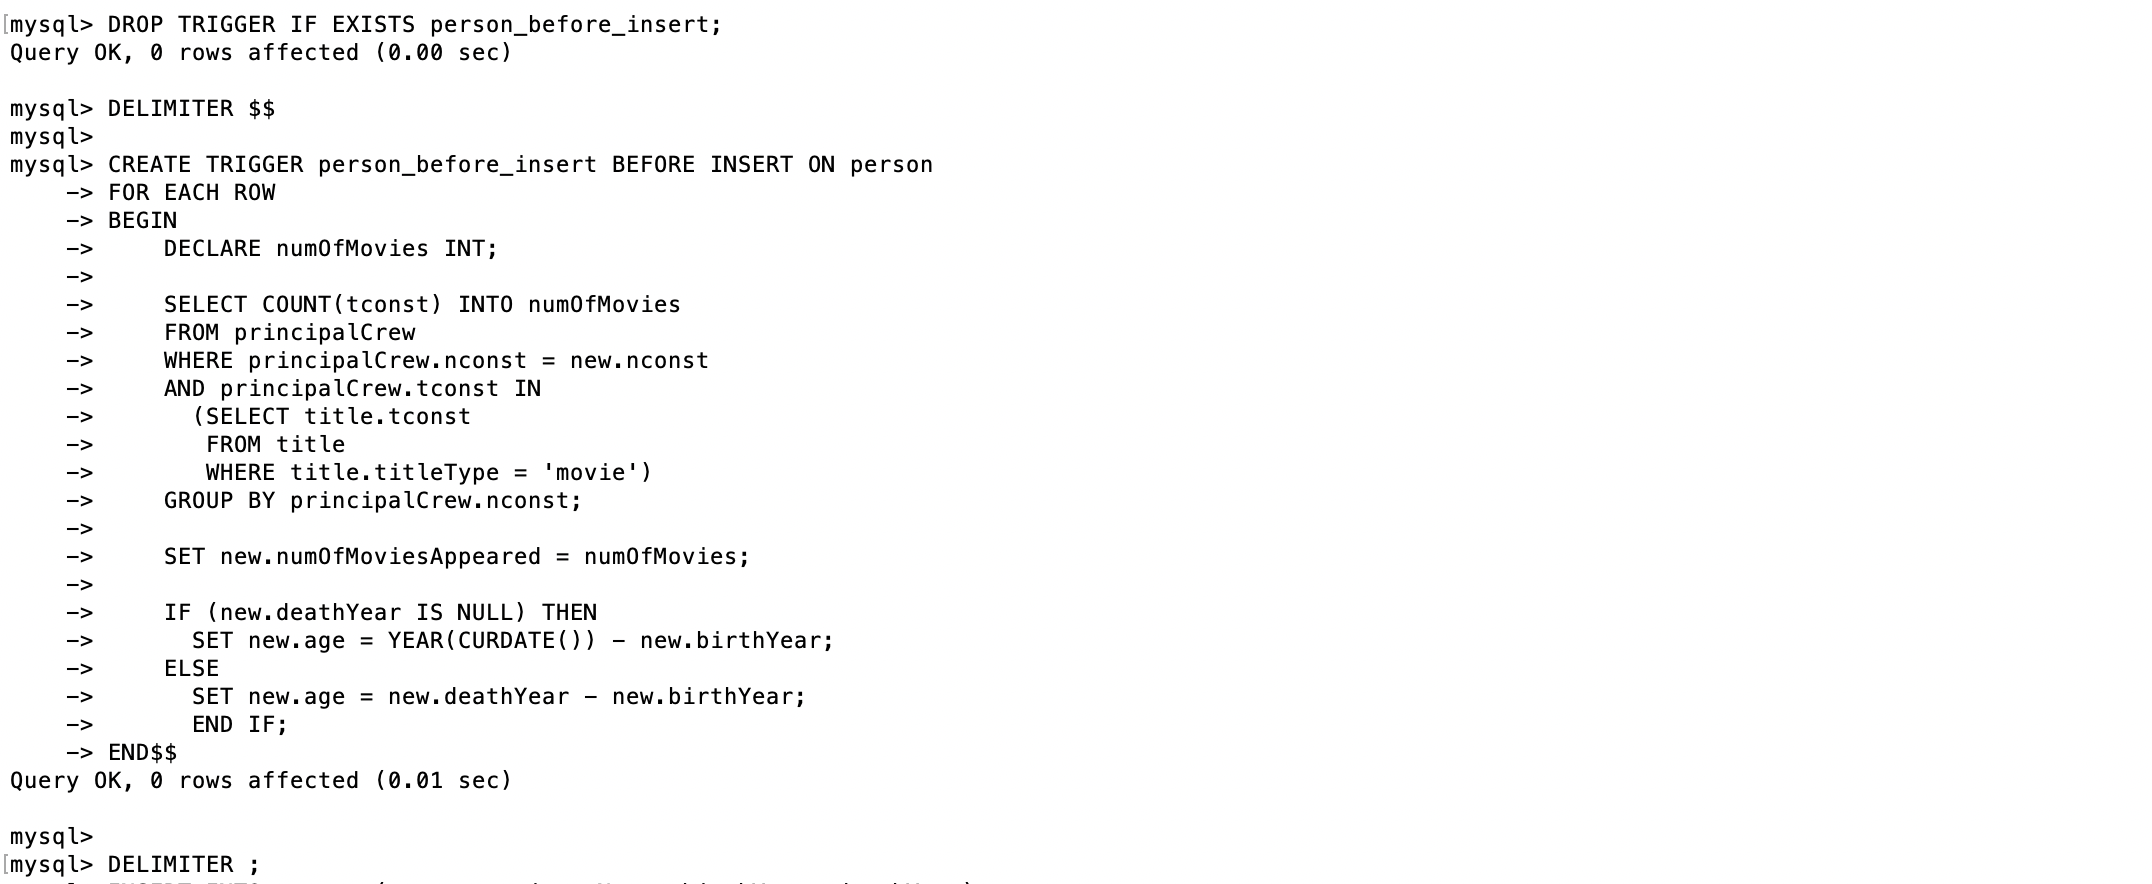 mysql> DROP TRIGGER IF EXISTS person_before_insert;
Query OK, 0 rows affected (0.00 sec)
mysql> DELIMITER $$
mysql>
mysql> CREATE TRIGGER person_before_insert BEFORE INSERT ON person
    -> FOR EACH ROW
    -> BEGIN
    ->     DECLARE numOfMovies INT;
    ->
    ->     SELECT COUNT(tconst) INTO numOfMovies
    ->     FROM principalCrew
    ->     WHERE principalCrew.nconst = new.nconst
    ->     AND principalCrew.tconst IN
    ->       (SELECT title.tconst
    ->        FROM title
    ->        WHERE title.titleType = 'movie')
    ->     GROUP BY principalCrew.nconst;
    ->
    ->     SET new.numOfMoviesAppeared = numOfMovies;
    ->
    ->     IF (new.deathYear IS NULL) THEN
    ->       SET new.age = YEAR(CURDATE()) - new.birthYear;
    ->     ELSE
    ->       SET new.age = new.deathYear - new.birthYear;
    ->       END IF;
    -> END$$
Query OK, 0 rows affected (0.01 sec)
mysql>
mysql> DELIMITER ;